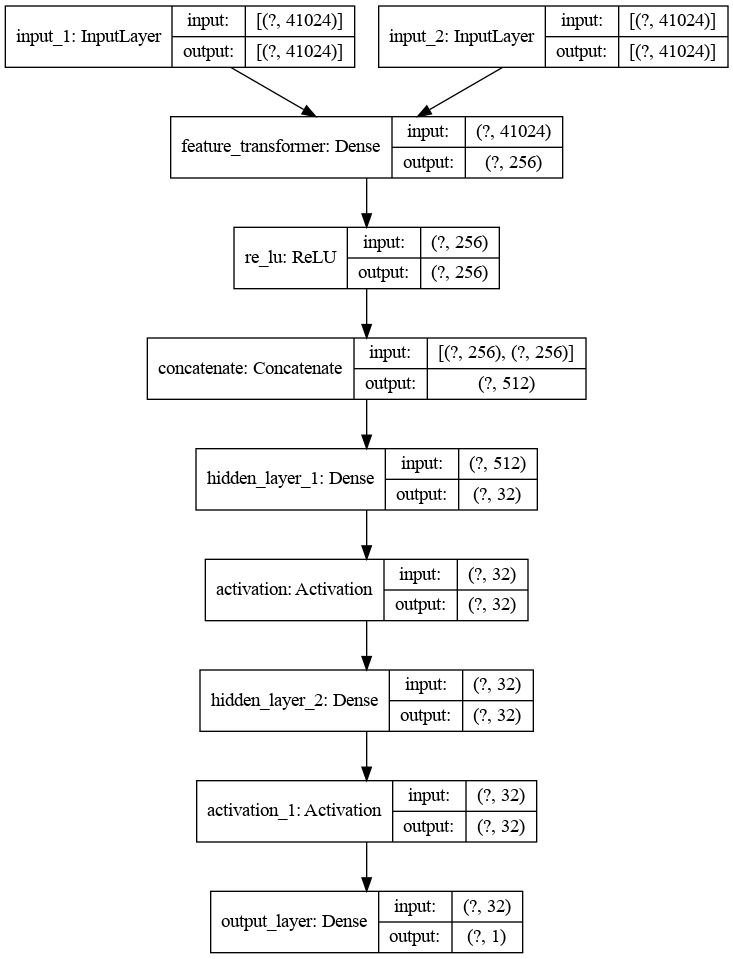 input_1: InputLayer input: [(?, 41024)]
output: [(?, 41024)]
input_2: InputLayer input: [(?, 41024)]
output: [(?, 41024)]
feature_transformer: Dense input: (?, 41024)
output: (?, 256)
re_lu: ReLU input: (?, 256)
output: (?, 256)
concatenate: Concatenate input: [(?, 256), (?, 256)]
output: (?, 512)
hidden_layer_1: Dense input: (?, 512)
output: (?, 32)
activation: Activation input: (?, 32)
output: (?, 32)
hidden_layer_2: Dense input: (?, 32)
output: (?, 32)
activation_1: Activation input: (?, 32)
output: (?, 32)
output_layer: Dense input: (?, 32)
output: (?, 1)